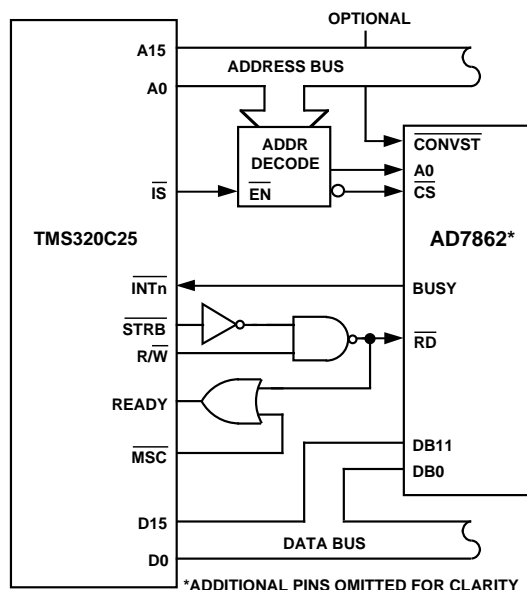 OPTIONAL
A15
ADDRESS BUS
A0
ADDR
DECODE
CONVST
A0
IS
EN
CS
TMS320C25
AD7862*
INTn
BUSY
STRB
RD
R/W
READY
MSC
DB11
DB0
D15
DATA BUS
D0
*ADDITIONAL PINS OMITTED FOR CLARITY